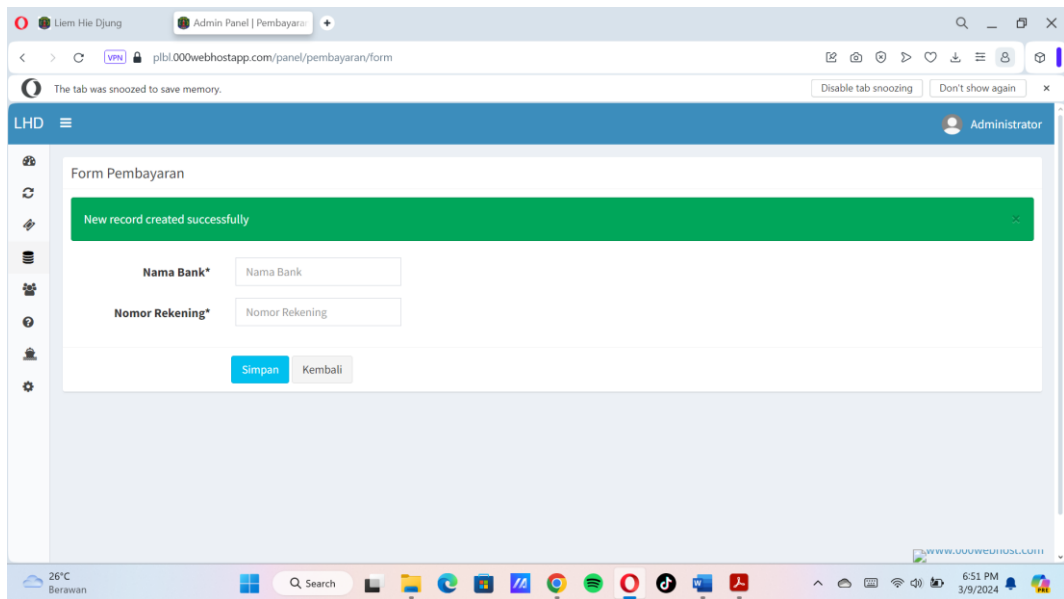 Liem Hie Djung
Admin Panel | Pembayaran
VPN plbl.000webhostapp.com/panel/pembayaran/form
The tab was snoozed to save memory.
Disable tab snoozing
Don't show again
LHD
Administrator
Form Pembayaran
New record created successfully
x
Nama Bank*
Nama Bank
Nomor Rekening*
Nomor Rekening
Simpan
Kembali
www.000webhost.com
26°C
Berawan
Search
6:51 PM
3/9/2024
PRE